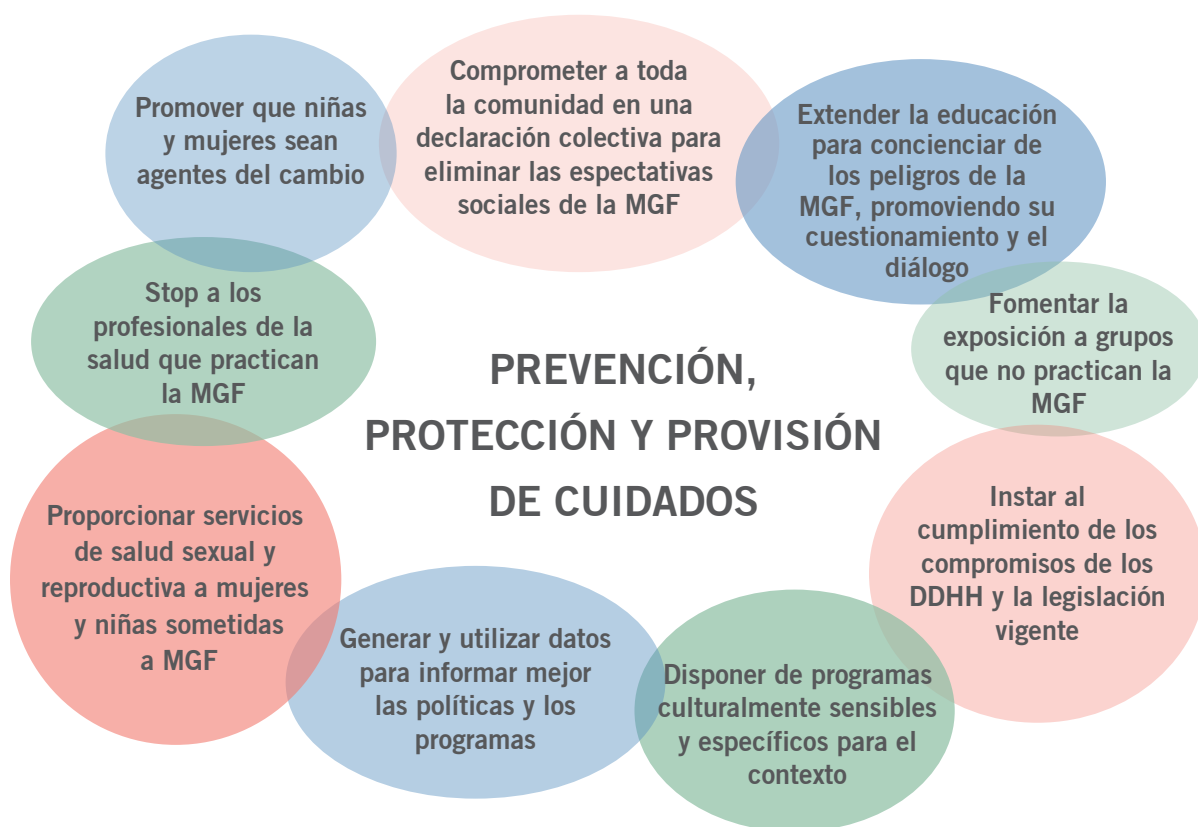 Promover que niñas
y mujeres sean
agentes del cambio
Comprometer a toda
la comunidad en una
declaración colectiva para
eliminar las espectativas
sociales de la MGF
Extender la educación
para concienciar de
los peligros de la
MGF, promoviendo su
cuestionamiento y el
diálogo
Fomentar la
exposición a grupos
que no practican la
MGF
Instar al
cumplimiento de los
compromisos de los
DDHH y la legislación
vigente
Disponer de programas
culturalmente sensibles
y específicos para el
contexto
Generar y utilizar datos
para informar mejor
las políticas y los
programas
Proporcionar servicios
de salud sexual y
reproductiva a mujeres
y niñas sometidas
a MGF
Stop a los
profesionales de la
salud que practican
la MGF
PREVENCIÓN,
PROTECCIÓN Y PROVISIÓN
DE CUIDADOS